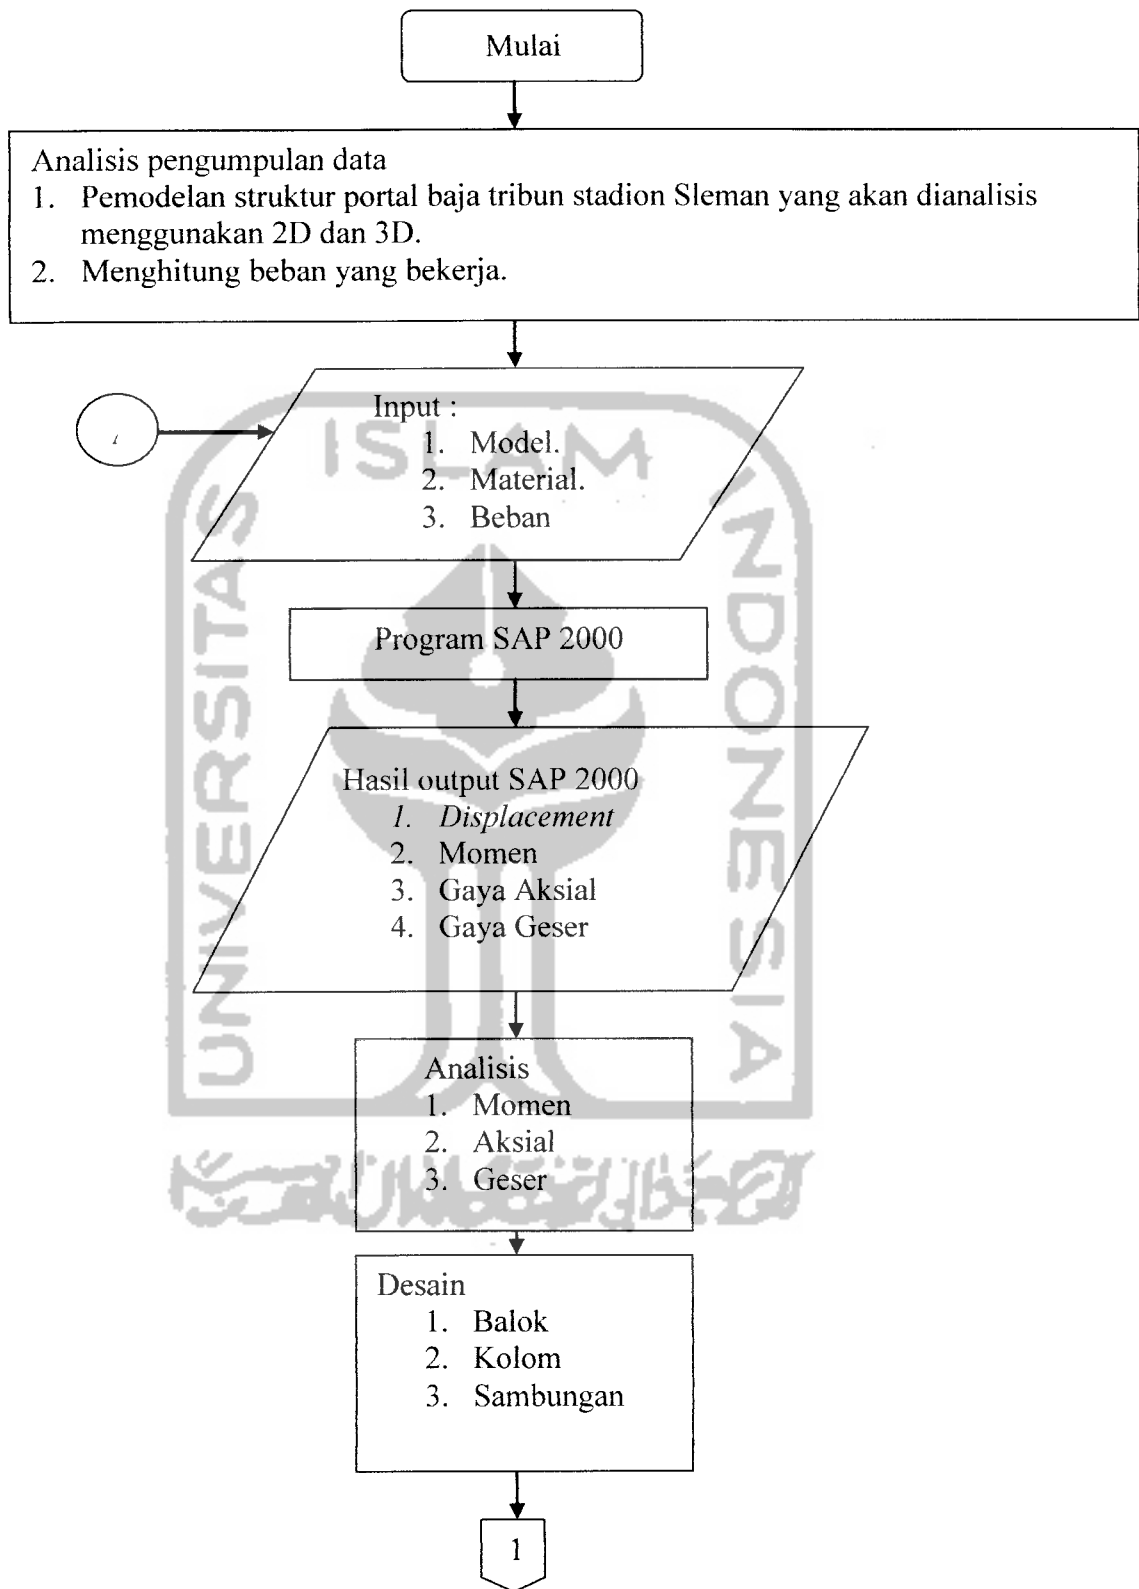 Mulai
Analisis pengumpulan data
1. Pemodelan struktur portal baja tribun stadion Sleman yang akan dianalisis
menggunakan 2D dan 3D.
2. Menghitung beban yang bekerja.
Input :
1. Model.
2. Material.
3. Beban
Program SAP 2000
Hasil output SAP 2000
1. Displacement
2. Momen
3. Gaya Aksial
4. Gaya Geser
Analisis
1. Momen
2. Aksial
3. Geser
Desain
1. Balok
2. Kolom
3. Sambungan
1
UNIVERSITAS
ISLAM
INDONESIA